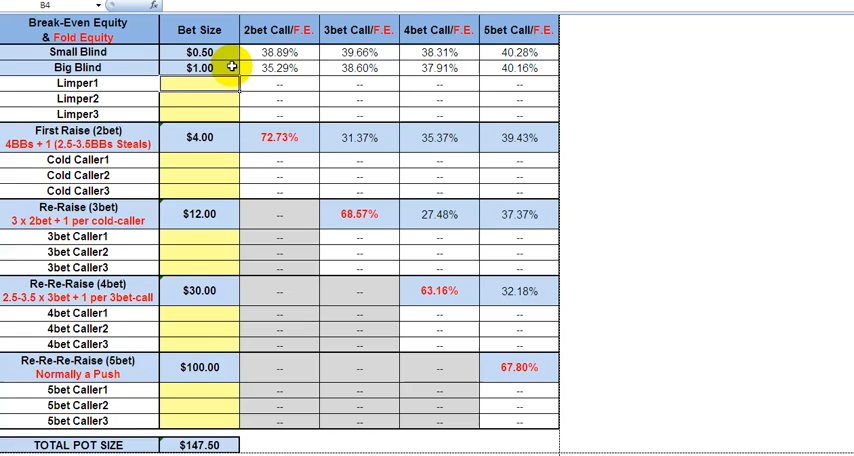 B4 fx
Break-Even Equity & Fold Equity Bet Size 2bet Call/F.E. 3bet Call/F.E. 4bet Call/F.E. 5bet Call/F.E.
Small Blind $0.50 38.89% 39.66% 38.31% 40.28%
Big Blind $1.00 35.29% 38.60% 37.91% 40.16%
Limper1 -- -- -- --
Limper2 -- -- -- --
Limper3 -- -- -- --
First Raise (2bet) 4BBs + 1 (2.5-3.5BBs Steals) $4.00 72.73% 31.37% 35.37% 39.43%
Cold Caller1 -- -- -- --
Cold Caller2 -- -- -- --
Cold Caller3 -- -- -- --
Re-Raise (3bet) 3 x 2bet + 1 per cold-caller $12.00 -- 68.57% 27.48% 37.37%
3bet Caller1 -- -- -- --
3bet Caller2 -- -- -- --
3bet Caller3 -- -- -- --
Re-Re-Raise (4bet) 2.5-3.5 x 3bet + 1 per 3bet-call $30.00 -- -- 63.16% 32.18%
4bet Caller1 -- -- -- --
4bet Caller2 -- -- -- --
4bet Caller3 -- -- -- --
Re-Re-Re-Raise (5bet) Normally a Push $100.00 -- -- -- 67.80%
5bet Caller1 -- -- -- --
5bet Caller2 -- -- -- --
5bet Caller3 -- -- -- --
TOTAL POT SIZE $147.50